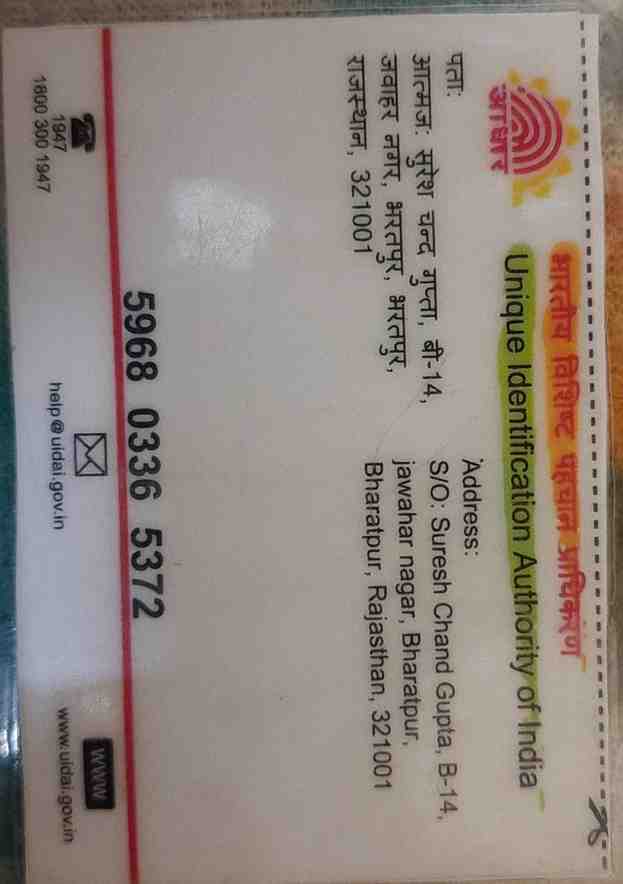 भारतीय विशिष्ट पहचान प्राधिकरण
Unique Identification Authority of India
आधार
पता:
आत्मज: सुरेश चन्द गुप्ता, बी-14,
जवाहर नगर, भरतपुर, भरतपुर,
राजस्थान, 321001
Address:
S/O: Suresh Chand Gupta, B-14,
jawahar nagar, Bharatpur,
Bharatpur, Rajasthan, 321001
5968 0336 5372
1947
1800 300 1947
help@uidai.gov.in
www
www.uidai.gov.in